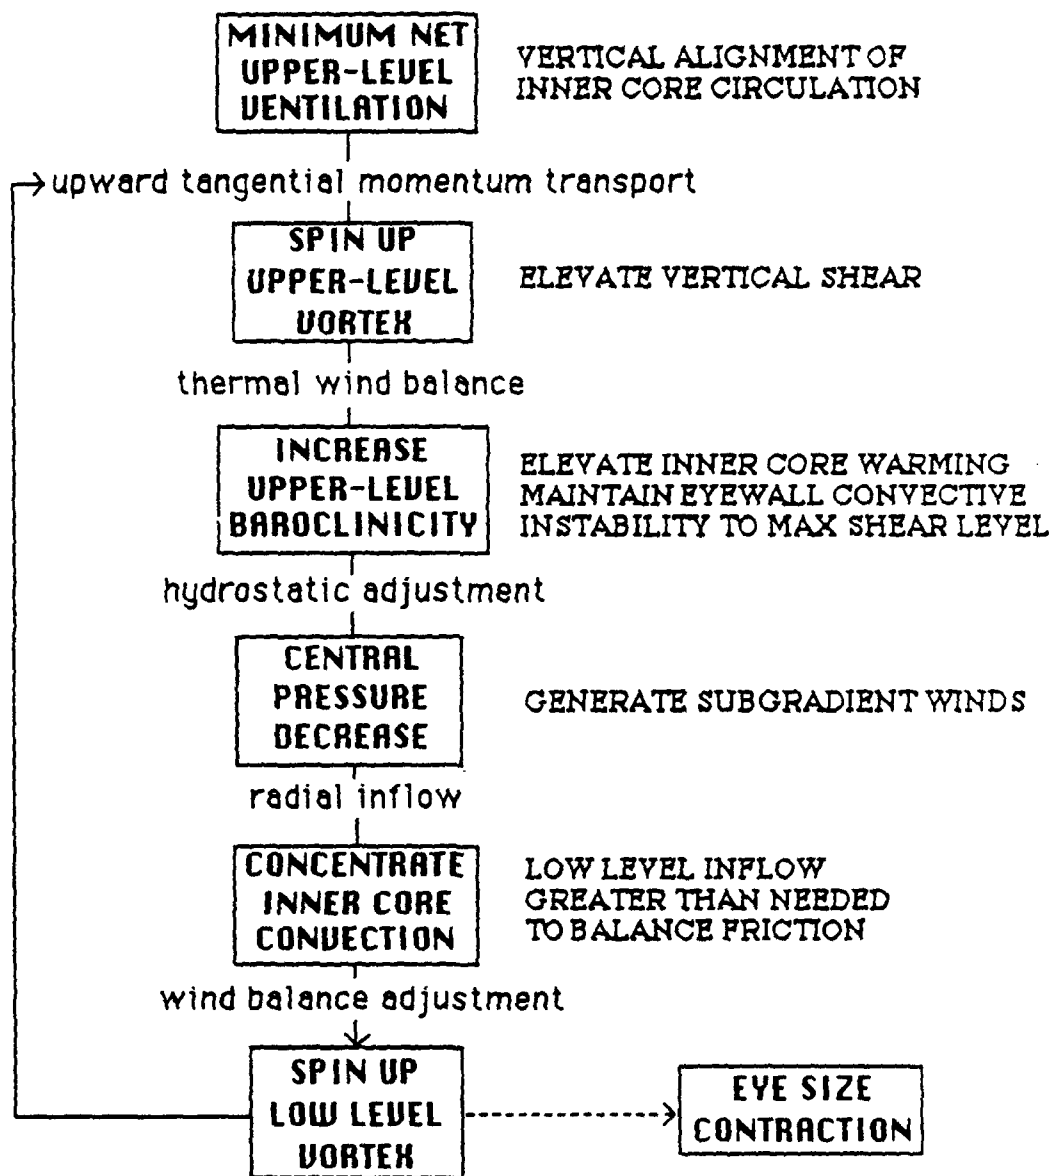 MINIMUM NET
UPPER-LEVEL
VENTILATION
VERTICAL ALIGNMENT OF
INNER CORE CIRCULATION
upward tangential momentum transport
SPIN UP
UPPER-LEVEL
VORTEX
ELEVATE VERTICAL SHEAR
thermal wind balance
INCREASE
UPPER-LEVEL
BAROCLINICITY
ELEVATE INNER CORE WARMING
MAINTAIN EYEWALL CONVECTIVE
INSTABILITY TO MAX SHEAR LEVEL
hydrostatic adjustment
CENTRAL
PRESSURE
DECREASE
GENERATE SUBGRADIENT WINDS
radial inflow
CONCENTRATE
INNER CORE
CONVECTION
LOW LEVEL INFLOW
GREATER THAN NEEDED
TO BALANCE FRICTION
wind balance adjustment
SPIN UP
LOW LEVEL
VORTEX
EYE SIZE
CONTRACTION